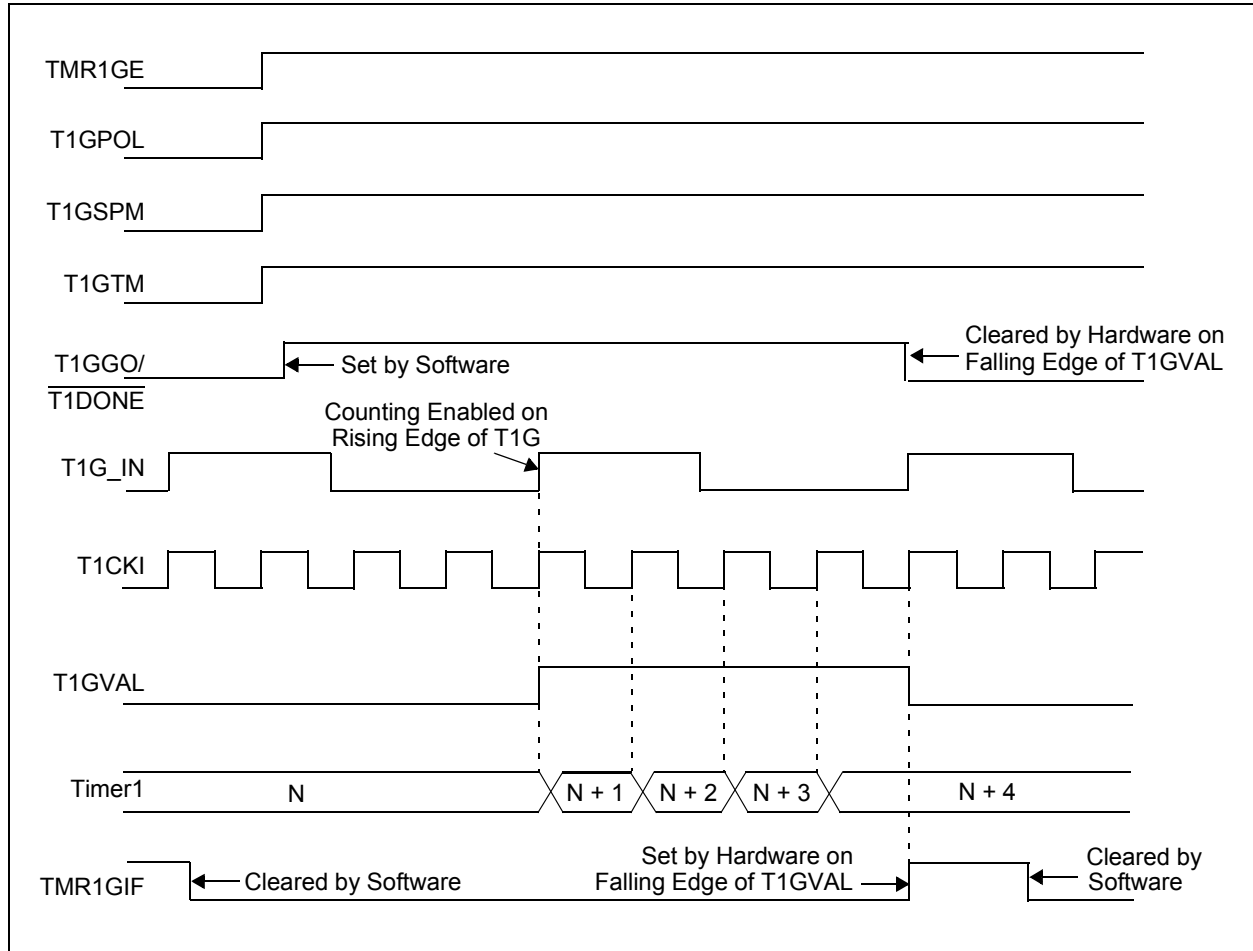 TMR1GE
T1GPOL
T1GSPM
T1GTM
T1GGO/
T1DONE
Set by Software
Cleared by Hardware on
Falling Edge of T1GVAL
Counting Enabled on
Rising Edge of T1G
T1G_IN
T1CKI
T1GVAL
Timer1
N
N + 1
N + 2
N + 3
N + 4
TMR1GIF
Cleared by Software
Set by Hardware on
Falling Edge of T1GVAL
Cleared by
Software